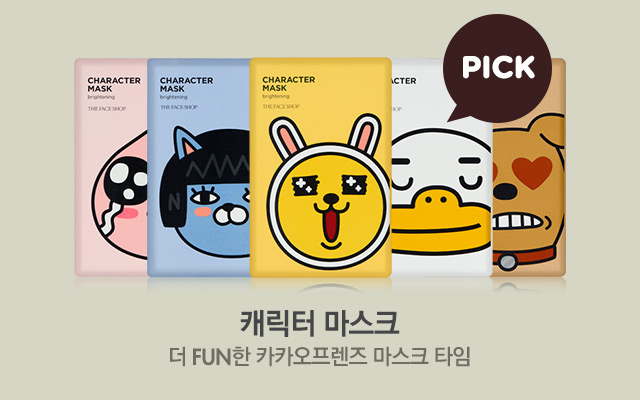 PICK
CHARACTER
MASK
brightening
THE FACE SHOP
CHARACTER
MASK
brightening
THE FACE SHOP
CHARACTER
MASK
brightening
THE FACE SHOP
ACTER
캐릭터 마스크
더 FUN한 카카오프렌즈 마스크 타임